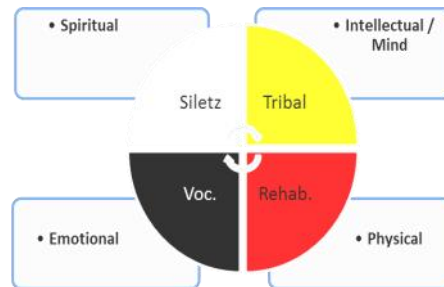 • Spiritual
• Intellectual /
Mind
Siletz
Tribal
Voc.
Rehab.
• Emotional
• Physical